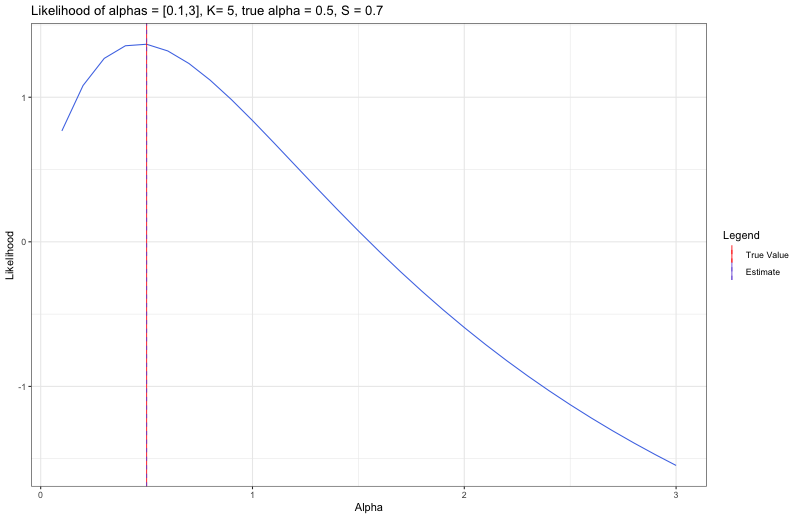 Likelihood of alphas = [0.1,3], K= 5, true alpha = 0.5, S = 0.7
1
0
-1
Likelihood
0
1
2
3
Alpha
Legend
True Value
Estimate